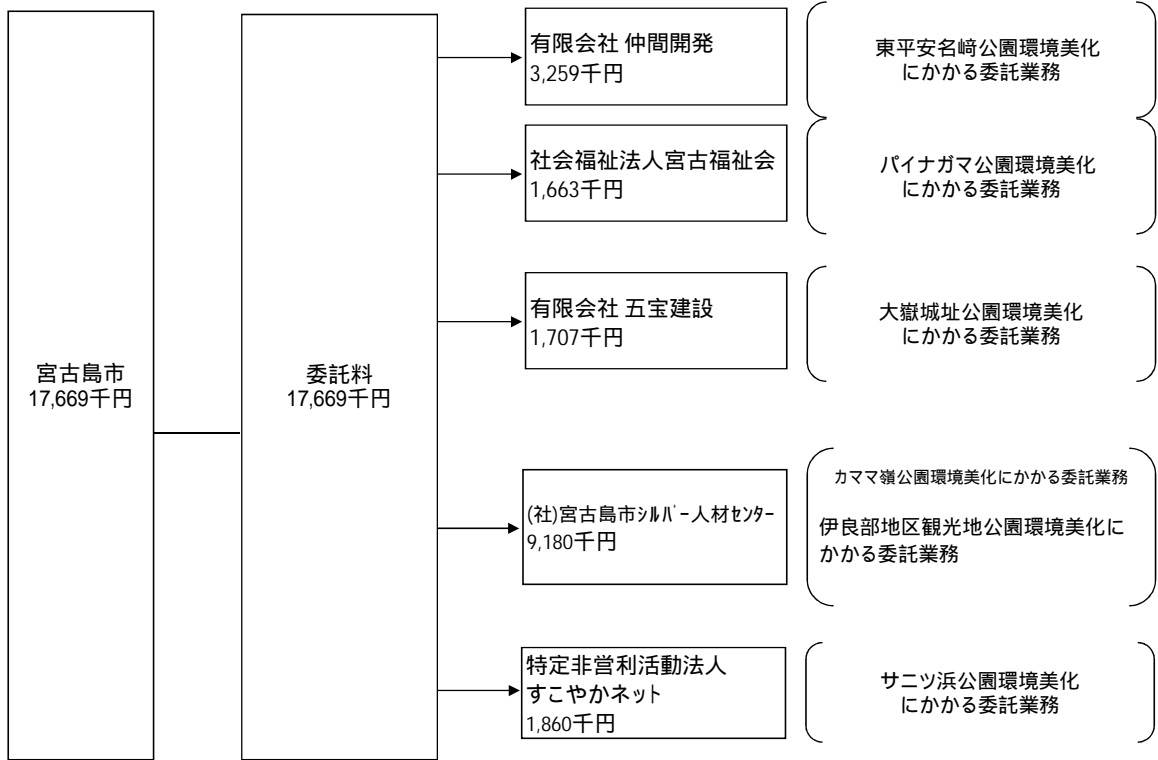 宮古島市
17,669千円
委託料
17,669千円
有限会社 仲間開発
3,259千円
東平安名﨑公園環境美化
にかかる委託業務
社会福祉法人宮古福祉会
1,663千円
パイナガマ公園環境美化
にかかる委託業務
有限会社 五宝建設
1,707千円
大嶽城址公園環境美化
にかかる委託業務
(社)宮古島市ｼﾙﾊﾞｰ人材ｾﾝﾀｰ
9,180千円
カママ嶺公園環境美化にかかる委託業務
伊良部地区観光地公園環境美化に
かかる委託業務
特定非営利活動法人
すこやかネット
1,860千円
サニツ浜公園環境美化
にかかる委託業務